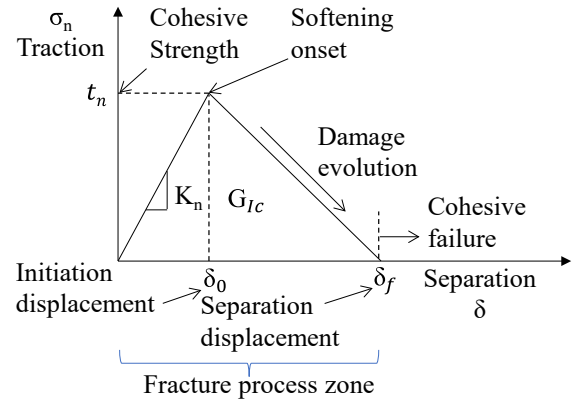 σn
Traction
Cohesive
Strength
Softening
onset
tn
Damage
evolution
Kn
GIc
Cohesive
failure
Initiation
displacement
δ0
Separation
displacement
δf
Separation
δ
Fracture process zone